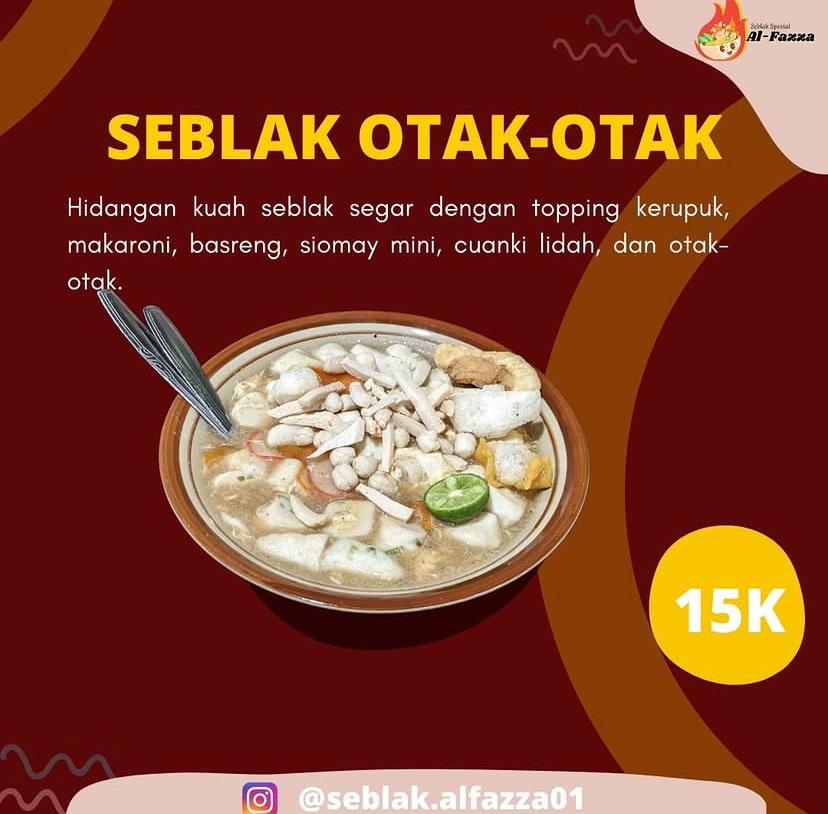 Seblak Spesial
Al-Fazza
SEBLAK OTAK-OTAK
Hidangan kuah seblak segar dengan topping kerupuk,
makaroni, basreng, siomay mini, cuanki lidah, dan otak-
otak.
15K
@seblak.alfazza01